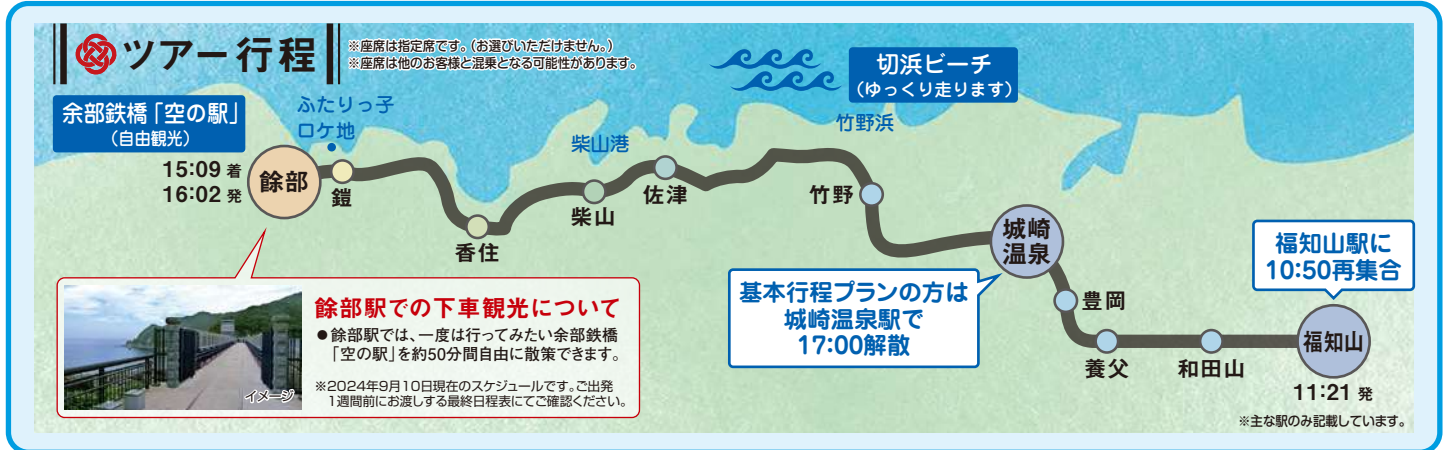 ツアー行程
※座席は指定席です。(お選びいただけません。)
※座席は他のお客様と混乗となる可能性があります。
余部鉄橋「空の駅」
(自由観光)
15:09 着
16:02 発
餘部
ふたりっ子
ロケ地
鎧
香住
柴山港
柴山
佐津
切浜ビーチ
(ゆっくり走ります)
竹野浜
竹野
城崎
温泉
基本行程プランの方は
城崎温泉駅で
17:00解散
豊岡
養父
和田山
福知山駅に
10:50再集合
福知山
11:21 発
※主な駅のみ記載しています。
餘部駅での下車観光について
●餘部駅では、一度は行ってみたい余部鉄橋
「空の駅」を約50分間自由に散策できます。
※2024年9月10日現在のスケジュールです。ご出発
1週間前にお渡しする最終日程表にてご確認ください。
イメージ